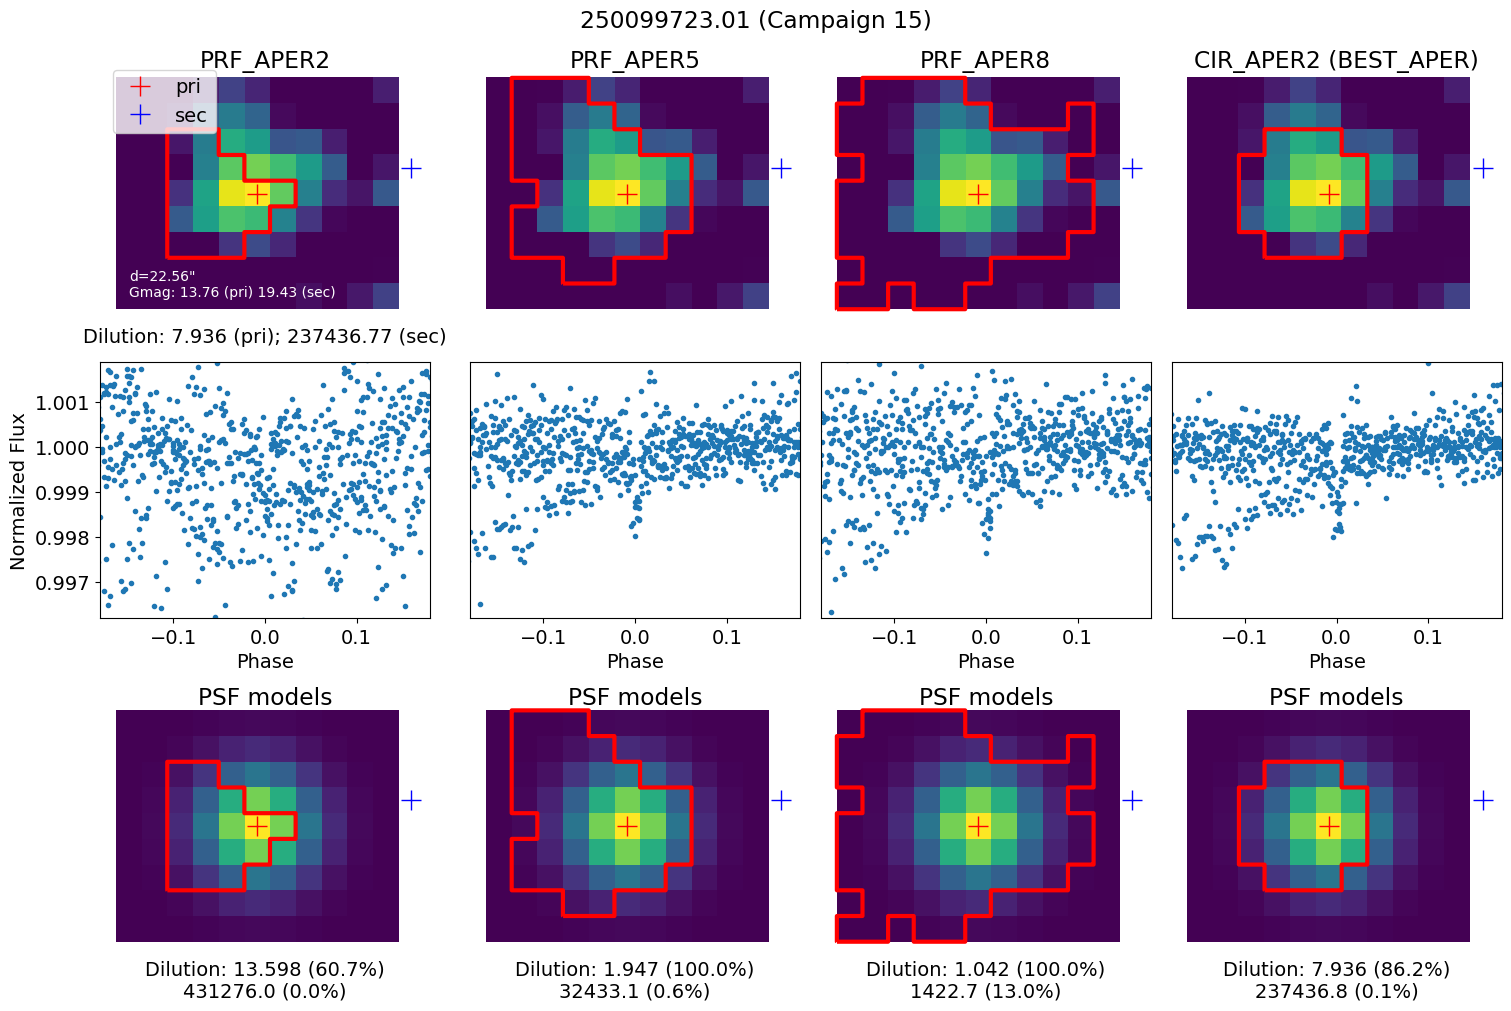 250099723.01 (Campaign 15)
PRF_APER2
PRF_APER5
PRF_APER8
CIR_APER2 (BEST_APER)
pri
sec
d=22.56"
Gmag: 13.76 (pri) 19.43 (sec)
Dilution: 7.936 (pri); 237436.77 (sec)
Normalized Flux
1.001
1.000
0.999
0.998
0.997
−0.1 0.0 0.1
−0.1 0.0 0.1
−0.1 0.0 0.1
−0.1 0.0 0.1
Phase
Phase
Phase
Phase
PSF models
PSF models
PSF models
PSF models
Dilution: 13.598 (60.7%)
431276.0 (0.0%)
Dilution: 1.947 (100.0%)
32433.1 (0.6%)
Dilution: 1.042 (100.0%)
1422.7 (13.0%)
Dilution: 7.936 (86.2%)
237436.8 (0.1%)